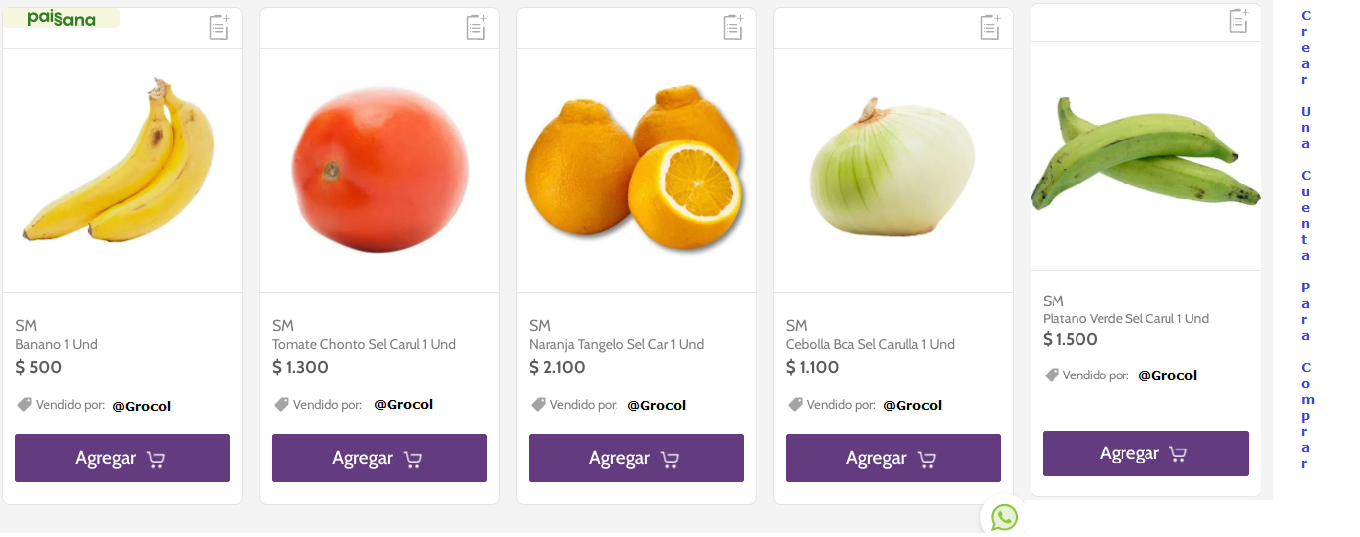 paisana
SM
Banano 1 Und
$ 500
Vendido por: @Grocol
Agregar
SM
Tomate Chonto Sel Carul 1 Und
$ 1.300
Vendido por: @Grocol
Agregar
SM
Naranja Tangelo Sel Car 1 Und
$ 2.100
Vendido por: @Grocol
Agregar
SM
Cebolla Bca Sel Carulla 1 Und
$ 1.100
Vendido por: @Grocol
Agregar
SM
Platano Verde Sel Carul 1 Und
$ 1.500
Vendido por: @Grocol
Agregar
Crear Una Cuenta Para Comprar